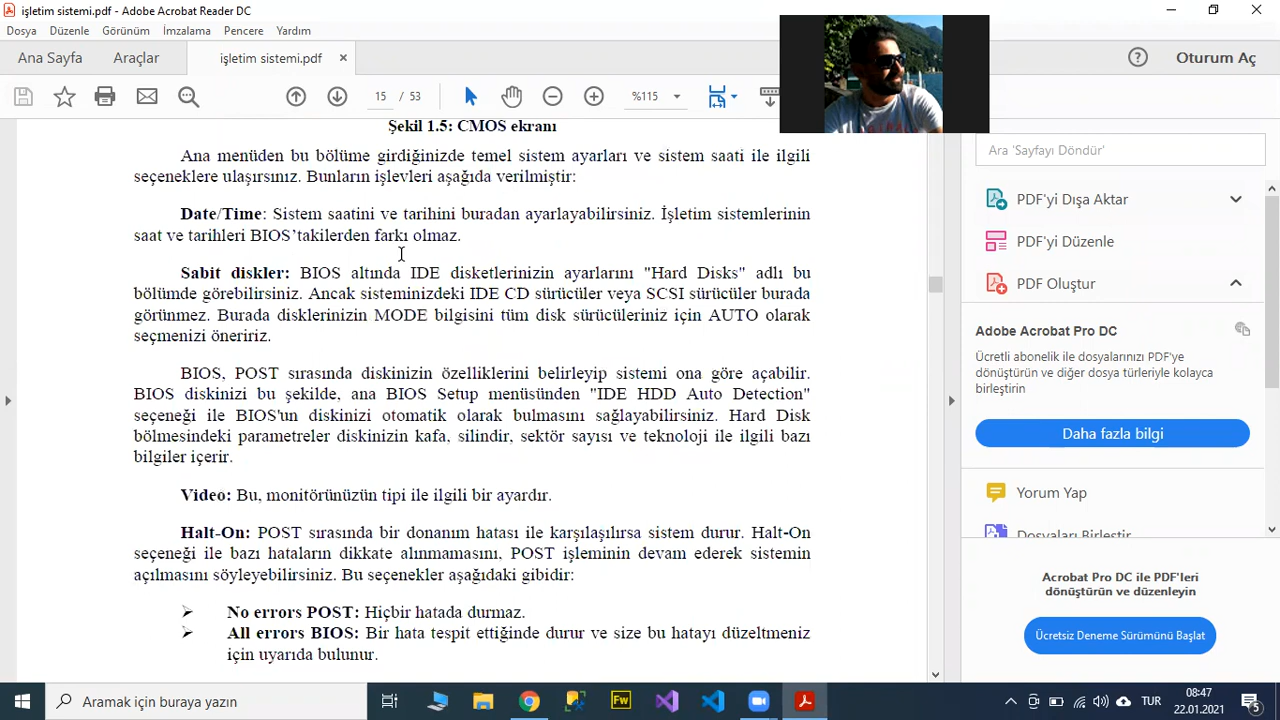 işletim sistemi.pdf - Adobe Acrobat Reader DC
Dosya Düzenle Görünüm İmzalama Pencere Yardım
Ana Sayfa Araçlar işletim sistemi.pdf × ? Oturum Aç
15 / 53 %115
Şekil 1.5: CMOS ekranı
Ana menüden bu bölüme girdiğinizde temel sistem ayarları ve sistem saati ile ilgili
seçeneklere ulaşırsınız. Bunların işlevleri aşağıda verilmiştir:
Date/Time: Sistem saatini ve tarihini buradan ayarlayabilirsiniz. İşletim sistemlerinin
saat ve tarihleri BIOS’takilerden farkı olmaz.
Sabit diskler: BIOS altında IDE disketlerinizin ayarlarını "Hard Disks" adlı bu
bölümde görebilirsiniz. Ancak sisteminizdeki IDE CD sürücüler veya SCSI sürücüler burada
görünmez. Burada disklerinizin MODE bilgisini tüm disk sürücüleriniz için AUTO olarak
seçmenizi öneririz.
BIOS, POST sırasında diskinizin özelliklerini belirleyip sistemi ona göre açabilir.
BIOS diskinizi bu şekilde, ana BIOS Setup menüsünden "IDE HDD Auto Detection"
seçeneği ile BIOS'un diskinizi otomatik olarak bulmasını sağlayabilirsiniz. Hard Disk
bölmesindeki parametreler diskinizin kafa, silindir, sektör sayısı ve teknoloji ile ilgili bazı
bilgiler içerir.
Video: Bu, monitörünüzün tipi ile ilgili bir ayardır.
Halt-On: POST sırasında bir donanım hatası ile karşılaşılırsa sistem durur. Halt-On
seçeneği ile bazı hataların dikkate alınmamasını, POST işleminin devam ederek sistemin
açılmasını söyleyebilirsiniz. Bu seçenekler aşağıdaki gibidir:
No errors POST: Hiçbir hatada durmaz.
All errors BIOS: Bir hata tespit ettiğinde durur ve size bu hatayı düzeltmeniz
için uyarıda bulunur.
Ara 'Sayfayı Döndür'
PDF'yi Dışa Aktar
PDF'yi Düzenle
PDF Oluştur
Adobe Acrobat Pro DC
Ücretli abonelik ile dosyalarınızı PDF'ye
dönüştürün ve diğer dosya türleriyle kolayca
birleştirin
Daha fazla bilgi
Yorum Yap
Dosyaları Birleştir
Acrobat Pro DC ile PDF'leri
dönüştürün ve düzenleyin
Ücretsiz Deneme Sürümünü Başlat
Aramak için buraya yazın
Fw
TUR
08:47
22.01.2021
5